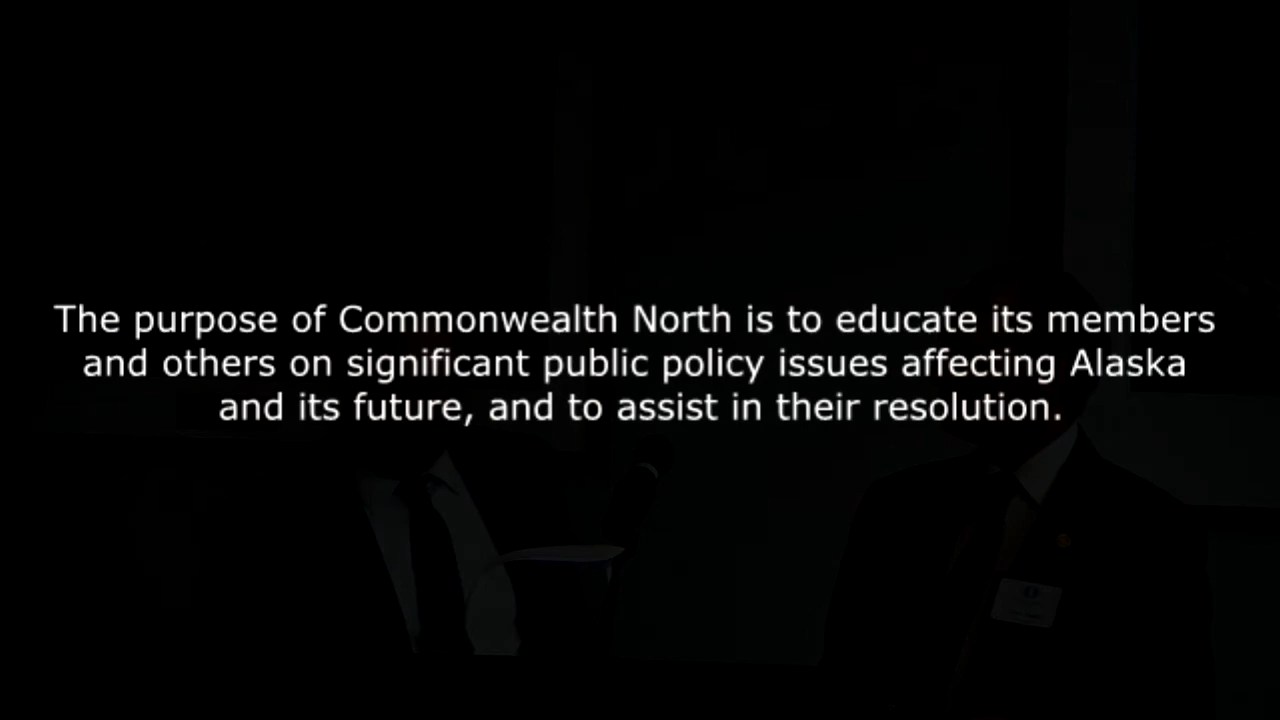 The purpose of Commonwealth North is to educate its members
and others on significant public policy issues affecting Alaska
and its future, and to assist in their resolution.